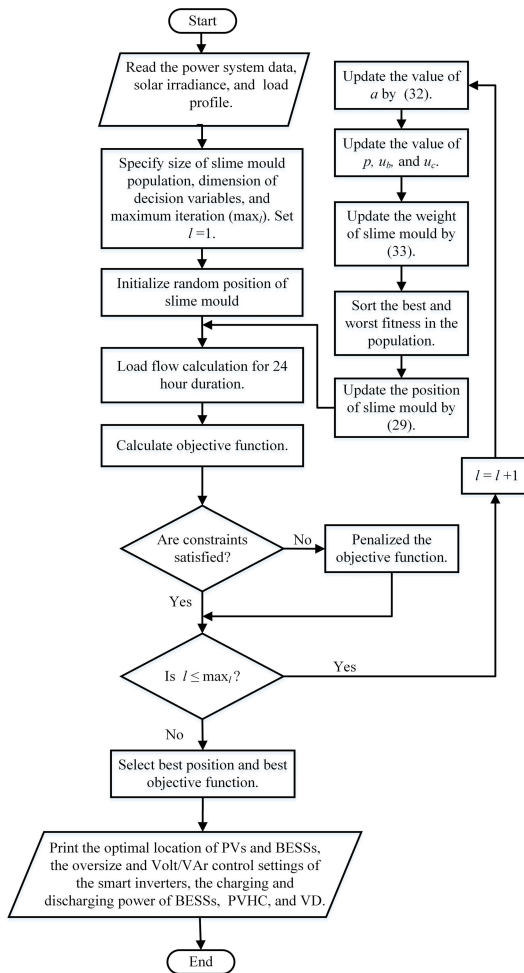 Start
Read the power system data,
solar irradiance, and load
profile.
Specify size of slime mould
population, dimension of
decision variables, and
maximum iteration (maxₗ). Set
l =1.
Initialize random position of
slime mould
Load flow calculation for 24
hour duration.
Calculate objective function.
Are constraints
satisfied?
No
Penalized the
objective function.
Yes
Is l ≤ maxₗ?
Yes
No
Select best position and best
objective function.
Print the optimal location of PVs and BESSs,
the oversize and Volt/VAr control settings of
the smart inverters, the charging and
discharging power of BESSs, PVHC, and VD.
End
l = l +1
Update the value of
a by (32).
Update the value of
p, u_b, and u_c.
Update the weight
of slime mould by
(33).
Sort the best and
worst fitness in the
population.
Update the position
of slime mould by
(29).